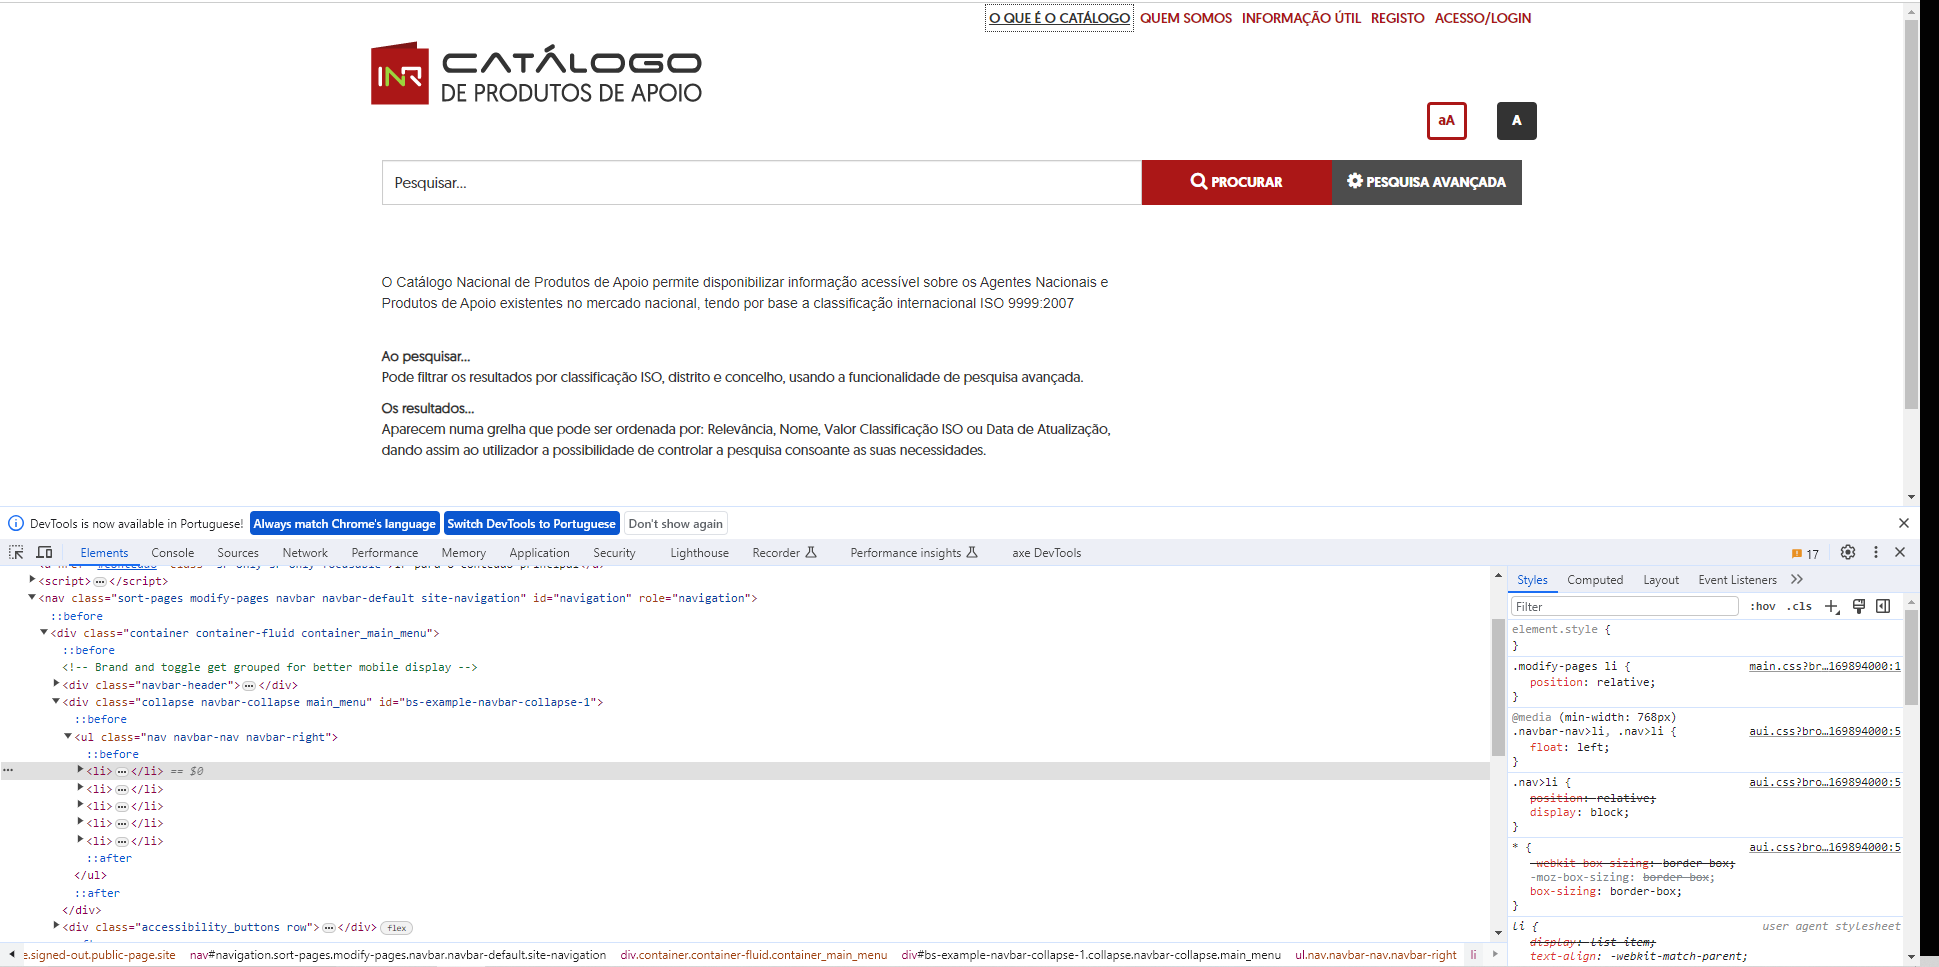 O QUE É O CATÁLOGO QUEM SOMOS INFORMAÇÃO ÚTIL REGISTO ACESSO/LOGIN
INR CATÁLOGO
DE PRODUTOS DE APOIO
aA A
Pesquisar... PROCURAR PESQUISA AVANÇADA
O Catálogo Nacional de Produtos de Apoio permite disponibilizar informação acessível sobre os Agentes Nacionais e
Produtos de Apoio existentes no mercado nacional, tendo por base a classificação internacional ISO 9999:2007
Ao pesquisar...
Pode filtrar os resultados por classificação ISO, distrito e concelho, usando a funcionalidade de pesquisa avançada.
Os resultados...
Aparecem numa grelha que pode ser ordenada por: Relevância, Nome, Valor Classificação ISO ou Data de Atualização,
dando assim ao utilizador a possibilidade de controlar a pesquisa consoante as suas necessidades.
DevTools is now available in Portuguese! Always match Chrome's language Switch DevTools to Portuguese Don't show again
Elements Console Sources Network Performance Memory Application Security Lighthouse Recorder Performance insights axe DevTools 17
<script>…</script>
<nav class="sort-pages modify-pages navbar navbar-default site-navigation" id="navigation" role="navigation">
::before
<div class="container container-fluid container_main_menu">
::before
<!-- Brand and toggle get grouped for better mobile display -->
<div class="navbar-header">…</div>
<div class="collapse navbar-collapse main_menu" id="bs-example-navbar-collapse-1">
::before
<ul class="nav navbar-nav navbar-right">
::before
<li>…</li> == $0
<li>…</li>
<li>…</li>
<li>…</li>
<li>…</li>
::after
</ul>
::after
</div>
<div class="accessibility_buttons row">…</div> flex
e.signed-out.public-page.site nav#navigation.sort-pages.modify-pages.navbar.navbar-default.site-navigation div.container.container-fluid.container_main_menu div#bs-example-navbar-collapse-1.collapse.navbar-collapse.main_menu ul.nav.navbar-nav.navbar-right li
Styles Computed Layout Event Listeners
Filter :hov .cls
element.style {
}
.modify-pages li { main.css?br…169894000:1
position: relative;
}
@media (min-width: 768px)
.navbar-nav>li, .nav>li { aui.css?bro…169894000:5
float: left;
}
.nav>li { aui.css?bro…169894000:5
position: relative;
display: block;
}
* { aui.css?bro…169894000:5
-webkit-box-sizing: border-box;
-moz-box-sizing: border-box;
box-sizing: border-box;
}
li { user agent stylesheet
display: list-item;
text-align: -webkit-match-parent;